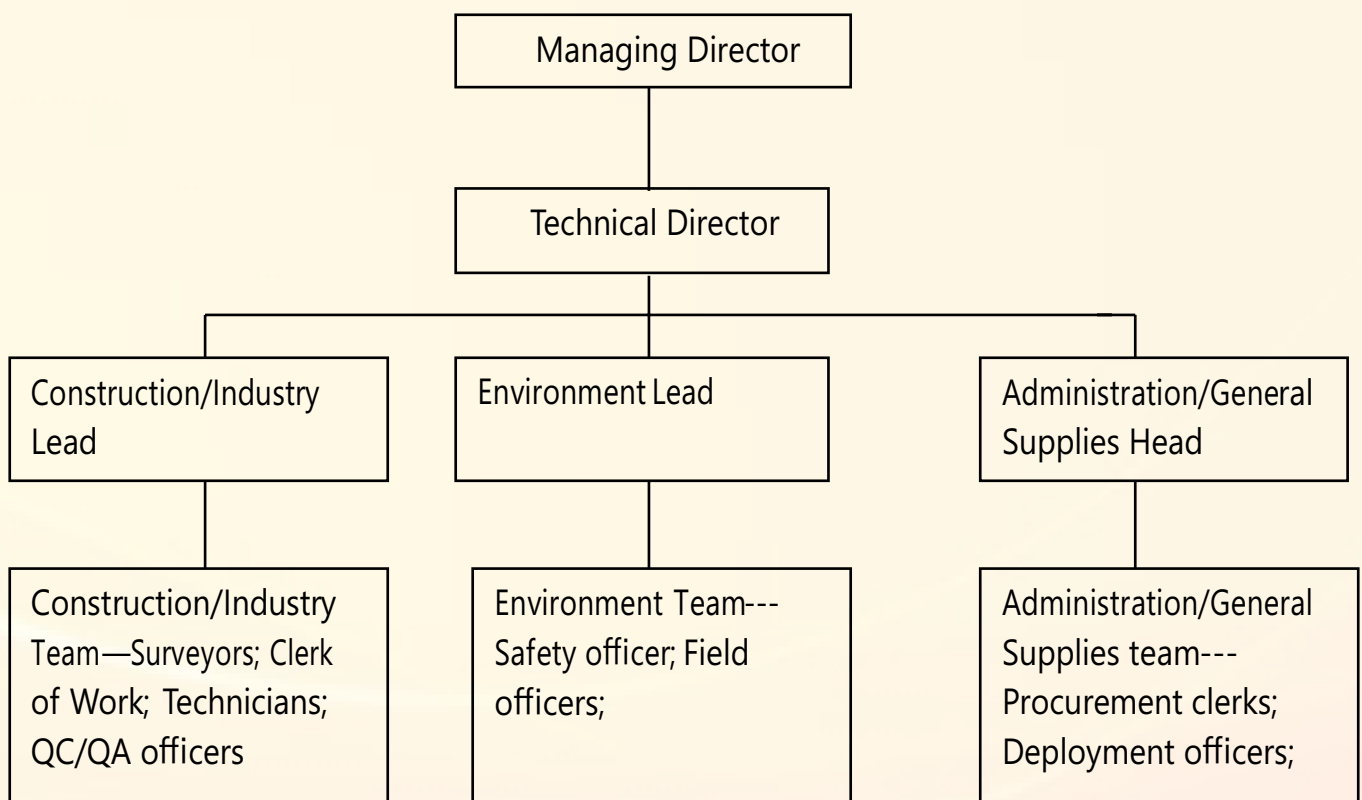 Managing Director
Technical Director
Construction/Industry
Lead
Environment Lead
Administration/General
Supplies Head
Construction/Industry
Team—Surveyors; Clerk
of Work; Technicians;
QC/QA officers
Environment Team---
Safety officer; Field
officers;
Administration/General
Supplies team---
Procurement clerks;
Deployment officers;